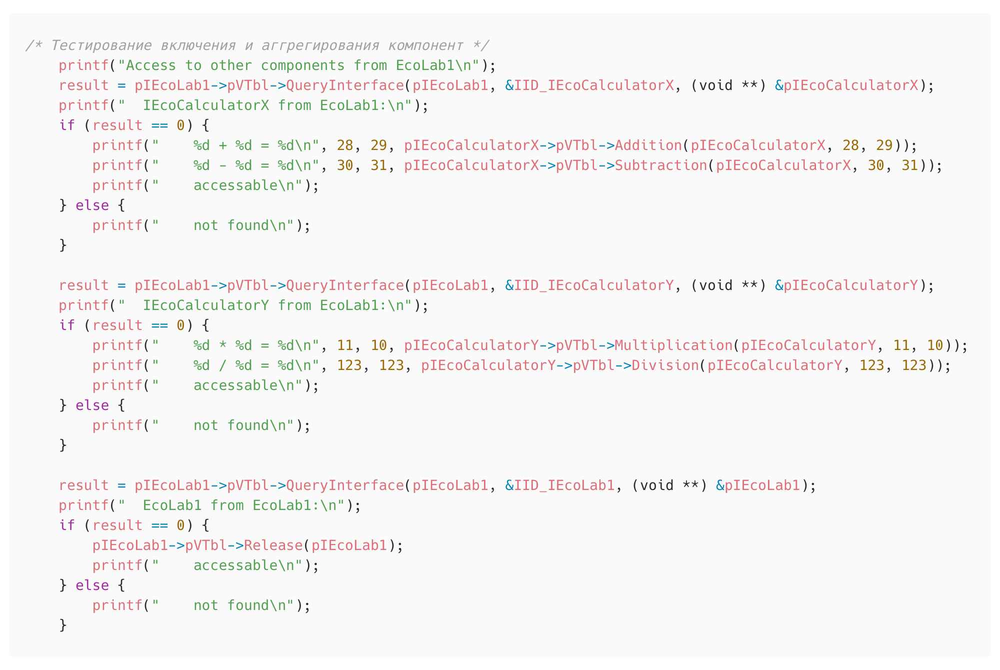 /* Тестирование включения и аггрегирования компонент */
    printf("Access to other components from EcoLab1\n");
    result = pIEcoLab1->pVTbl->QueryInterface(pIEcoLab1, &IID_IEcoCalculatorX, (void **) &pIEcoCalculatorX);
    printf("  IEcoCalculatorX from EcoLab1:\n");
    if (result == 0) {
        printf("    %d + %d = %d\n", 28, 29, pIEcoCalculatorX->pVTbl->Addition(pIEcoCalculatorX, 28, 29));
        printf("    %d - %d = %d\n", 30, 31, pIEcoCalculatorX->pVTbl->Subtraction(pIEcoCalculatorX, 30, 31));
        printf("    accessable\n");
    } else {
        printf("    not found\n");
    }

    result = pIEcoLab1->pVTbl->QueryInterface(pIEcoLab1, &IID_IEcoCalculatorY, (void **) &pIEcoCalculatorY);
    printf("  IEcoCalculatorY from EcoLab1:\n");
    if (result == 0) {
        printf("    %d * %d = %d\n", 11, 10, pIEcoCalculatorY->pVTbl->Multiplication(pIEcoCalculatorY, 11, 10));
        printf("    %d / %d = %d\n", 123, 123, pIEcoCalculatorY->pVTbl->Division(pIEcoCalculatorY, 123, 123));
        printf("    accessable\n");
    } else {
        printf("    not found\n");
    }

    result = pIEcoLab1->pVTbl->QueryInterface(pIEcoLab1, &IID_IEcoLab1, (void **) &pIEcoLab1);
    printf("  EcoLab1 from EcoLab1:\n");
    if (result == 0) {
        pIEcoLab1->pVTbl->Release(pIEcoLab1);
        printf("    accessable\n");
    } else {
        printf("    not found\n");
    }